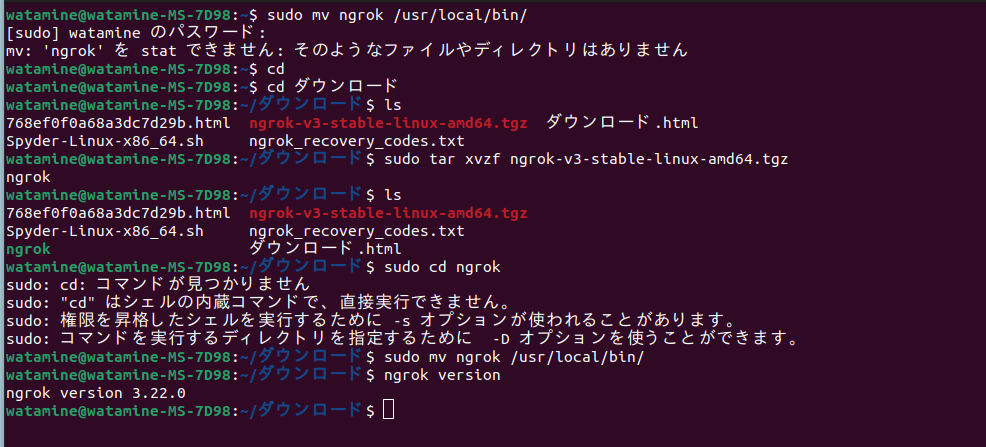 watamine@watamine-MS-7D98:~$ sudo mv ngrok /usr/local/bin/
[sudo] watamine のパスワード:
mv: 'ngrok' を stat できません: そのようなファイルやディレクトリはありません
watamine@watamine-MS-7D98:~$ cd
watamine@watamine-MS-7D98:~$ cd ダウンロード
watamine@watamine-MS-7D98:~/ダウンロード$ ls
768ef0f0a68a3dc7d29b.html  ngrok-v3-stable-linux-amd64.tgz  ダウンロード.html
Spyder-Linux-x86_64.sh     ngrok_recovery_codes.txt
watamine@watamine-MS-7D98:~/ダウンロード$ sudo tar xvzf ngrok-v3-stable-linux-amd64.tgz
ngrok
watamine@watamine-MS-7D98:~/ダウンロード$ ls
768ef0f0a68a3dc7d29b.html  ngrok-v3-stable-linux-amd64.tgz
Spyder-Linux-x86_64.sh     ngrok_recovery_codes.txt
ngrok                      ダウンロード.html
watamine@watamine-MS-7D98:~/ダウンロード$ sudo cd ngrok
sudo: cd: コマンドが見つかりません
sudo: "cd" はシェルの内蔵コマンドで、直接実行できません。
sudo: 権限を昇格したシェルを実行するために -s オプションが使われることがあります。
sudo: コマンドを実行するディレクトリを指定するために  -D オプションを使うことができます。
watamine@watamine-MS-7D98:~/ダウンロード$ sudo mv ngrok /usr/local/bin/
watamine@watamine-MS-7D98:~/ダウンロード$ ngrok version
ngrok version 3.22.0
watamine@watamine-MS-7D98:~/ダウンロード$